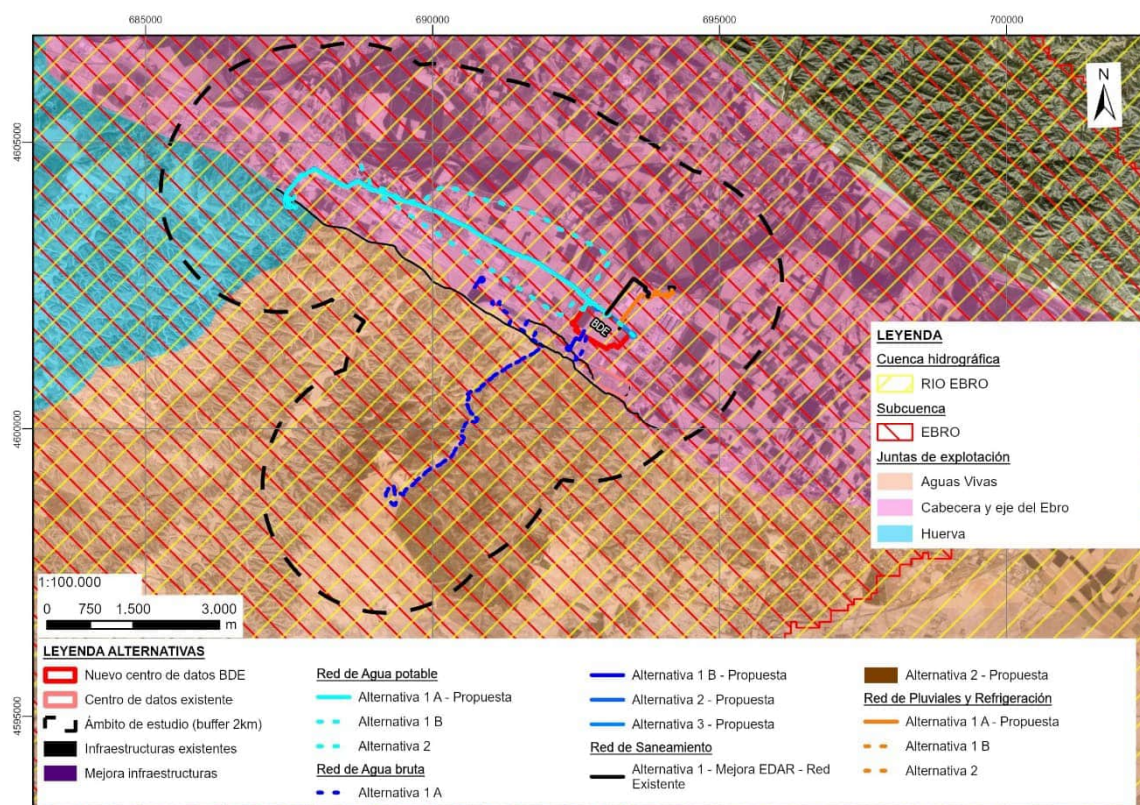 685000
690000
695000
700000
N
4605000
4600000
4595000
BDE
LEYENDA
Cuenca hidrográfica
RIO EBRO
Subcuenca
EBRO
Juntas de explotación
Aguas Vivas
Cabecera y eje del Ebro
Huerva
1:100.000
0 750 1.500 3.000
m
LEYENDA ALTERNATIVAS
Nuevo centro de datos BDE
Centro de datos existente
Ámbito de estudio (buffer 2km)
Infraestructuras existentes
Mejora infraestructuras
Red de Agua potable
Alternativa 1 A - Propuesta
Alternativa 1 B
Alternativa 2
Red de Agua bruta
Alternativa 1 A
Alternativa 1 B - Propuesta
Alternativa 2 - Propuesta
Alternativa 3 - Propuesta
Red de Saneamiento
Alternativa 1 - Mejora EDAR - Red
Existente
Alternativa 2 - Propuesta
Red de Pluviales y Refrigeración
Alternativa 1 A - Propuesta
Alternativa 1 B
Alternativa 2